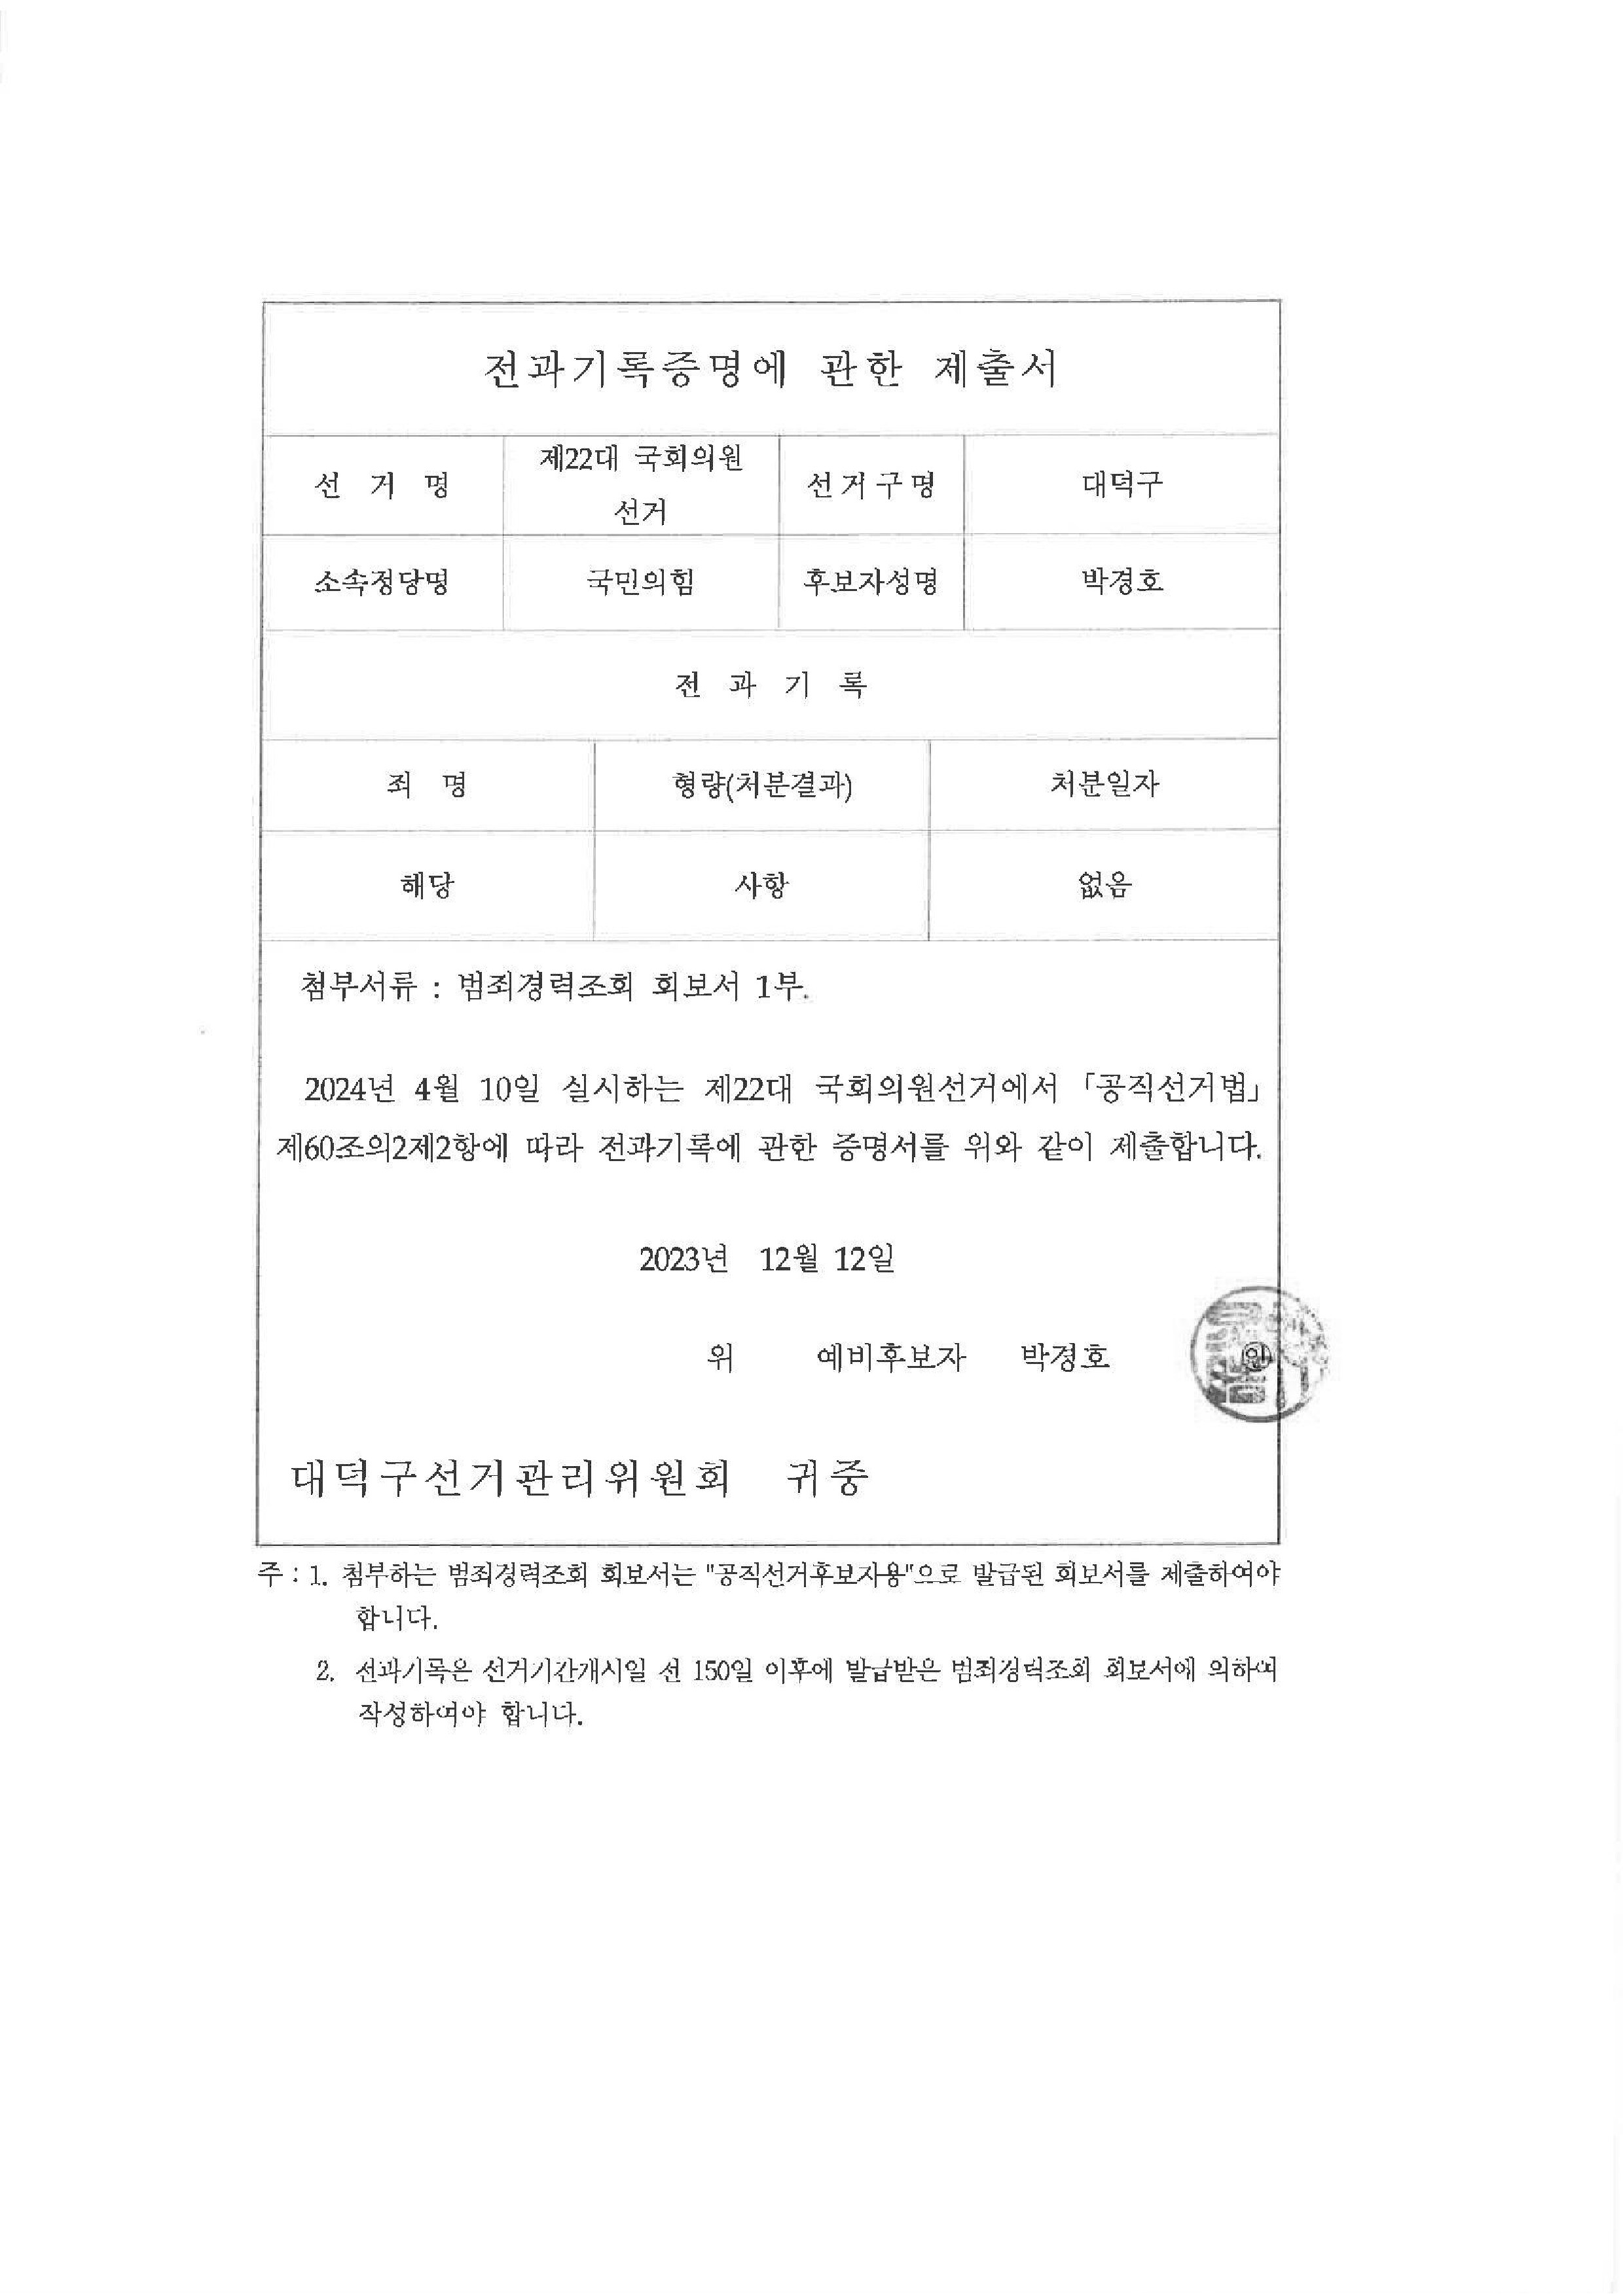 전과기록증명에 관한 제출서
선 거 명 제22대 국회의원 선거 선거구명 대덕구
소속정당명 국민의힘 후보자성명 박경호
전 과 기 록
죄 명 형량(처분결과) 처분일자
해당 사항 없음
첨부서류 : 범죄경력조회 회보서 1부.
2024년 4월 10일 실시하는 제22대 국회의원선거에서 「공직선거법」
제60조의2제2항에 따라 전과기록에 관한 증명서를 위와 같이 제출합니다.
2023년 12월 12일
위 예비후보자 박경호 ㊞
대덕구선거관리위원회 귀중
주 : 1. 첨부하는 범죄경력조회 회보서는 "공직선거후보자용"으로 발급된 회보서를 제출하여야
합니다.
2. 전과기록은 선거기간개시일 전 150일 이후에 발급받은 범죄경력조회 회보서에 의하여
작성하여야 합니다.